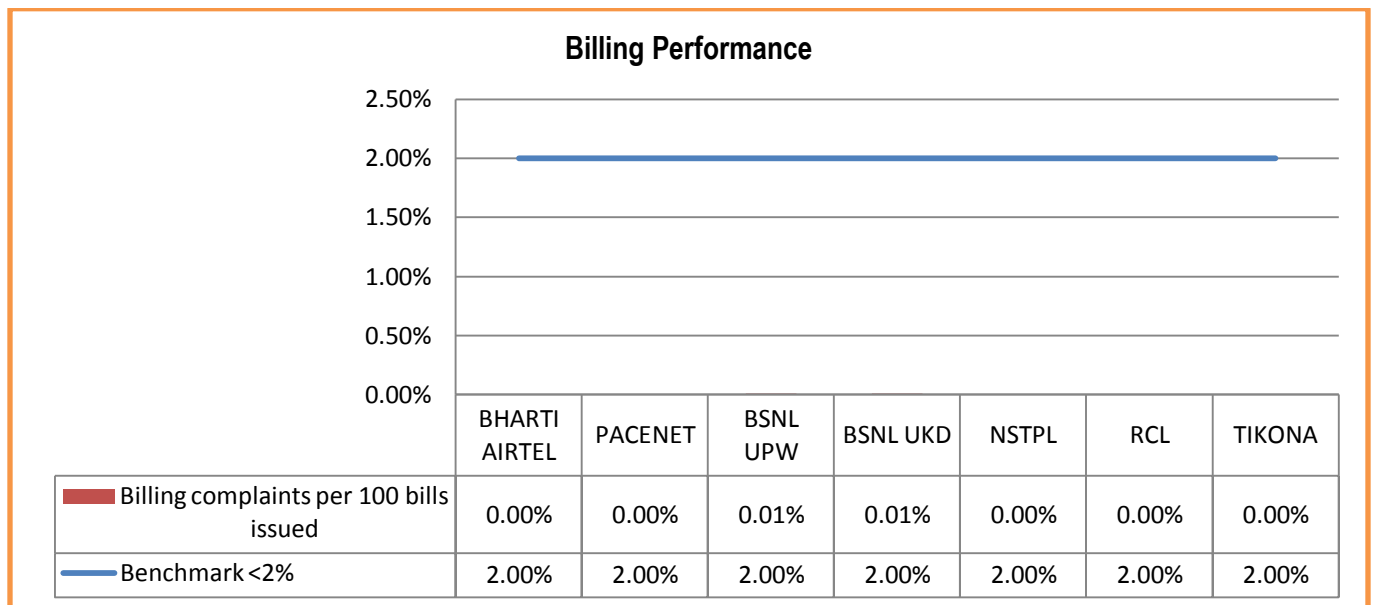 Billing Performance
2.50%
2.00%
1.50%
1.00%
0.50%
0.00%
BHARTI AIRTEL PACENET BSNL UPW BSNL UKD NSTPL RCL TIKONA
Billing complaints per 100 bills issued 0.00% 0.00% 0.01% 0.01% 0.00% 0.00% 0.00%
Benchmark <2% 2.00% 2.00% 2.00% 2.00% 2.00% 2.00% 2.00%